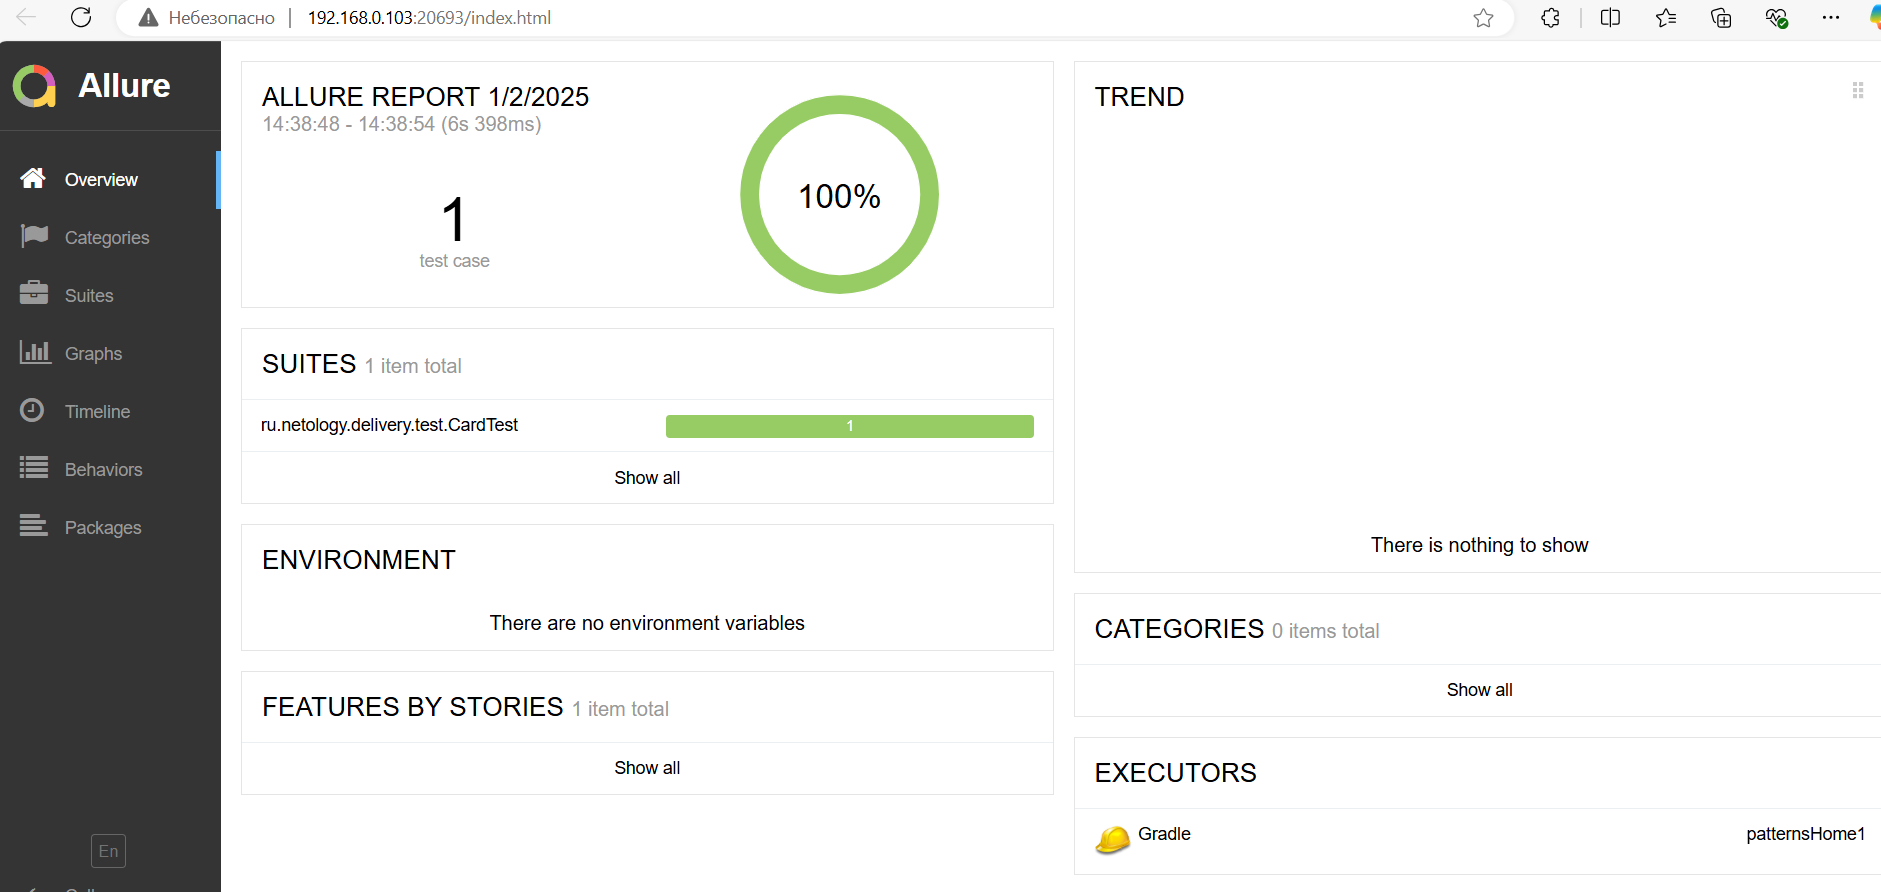 Небезопасно
192.168.0.103:20693/index.html
Allure
Overview
Categories
Suites
Graphs
Timeline
Behaviors
Packages
En
ALLURE REPORT 1/2/2025
14:38:48 - 14:38:54 (6s 398ms)
1
test case
100%
SUITES 1 item total
ru.netology.delivery.test.CardTest
1
Show all
ENVIRONMENT
There are no environment variables
FEATURES BY STORIES 1 item total
Show all
TREND
There is nothing to show
CATEGORIES 0 items total
Show all
EXECUTORS
Gradle
patternsHome1